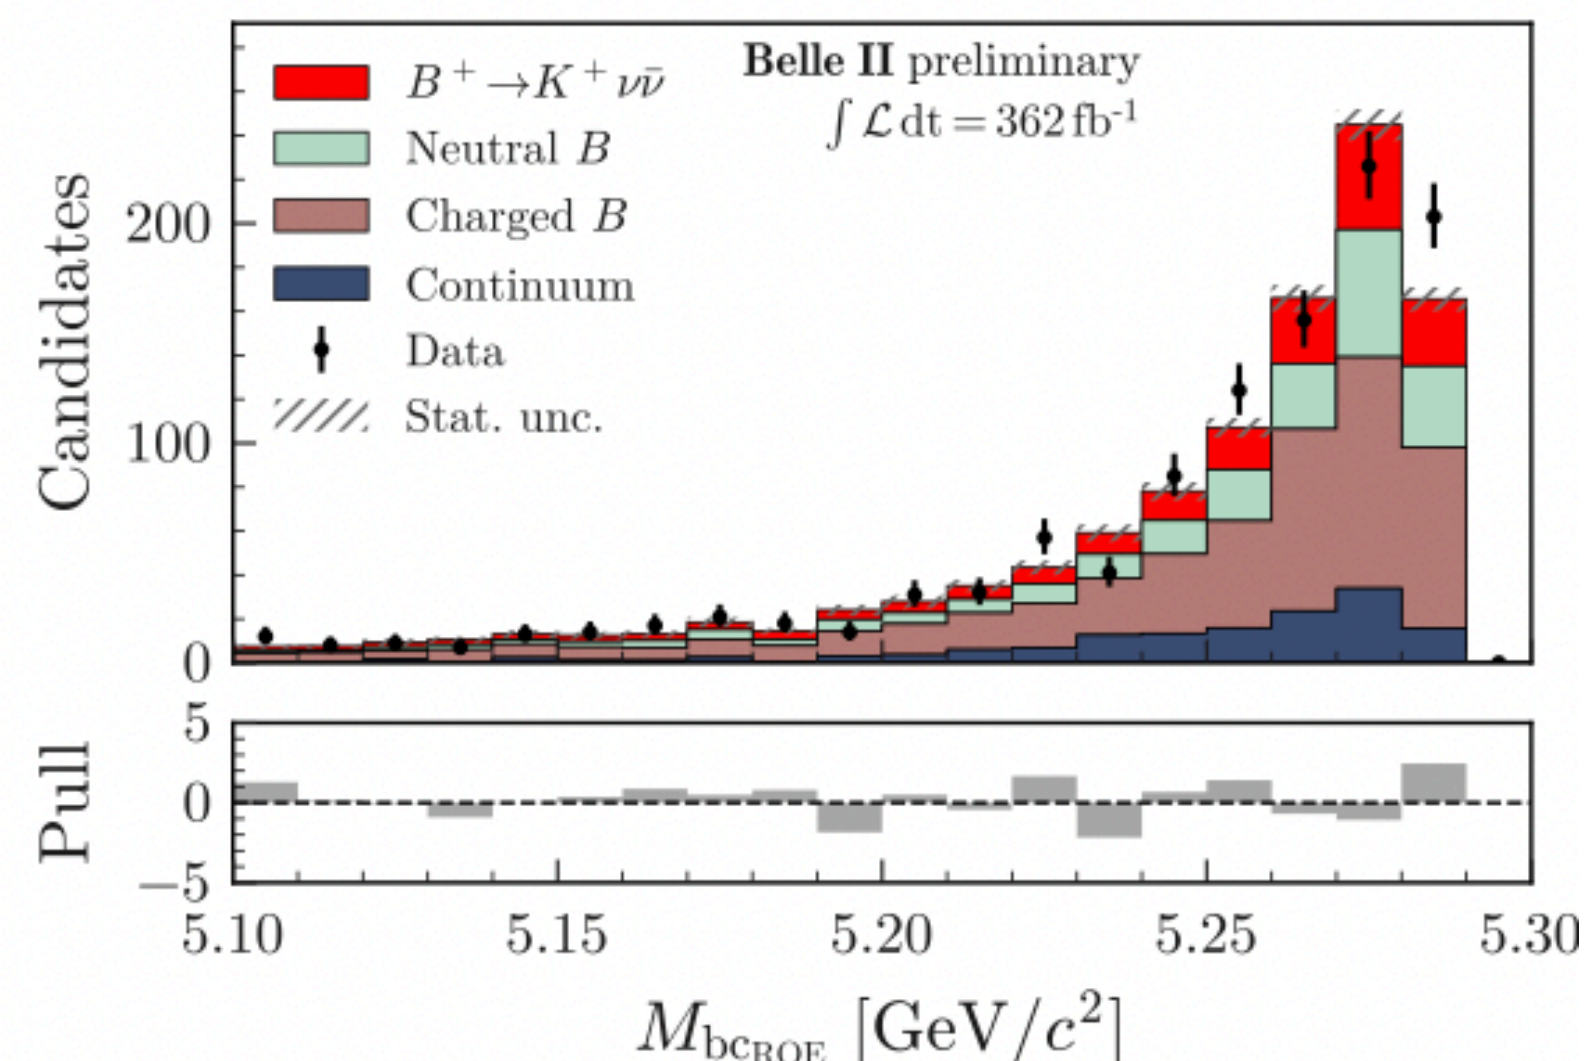 Belle II preliminary
∫ ℒ dt = 362 fb⁻¹
B⁺→K⁺νν̄
Neutral B
Charged B
Continuum
Data
Stat. unc.
Candidates
200
100
0
Pull
5
0
−5
5.10 5.15 5.20 5.25 5.30
M_bc_ROE [GeV/c²]